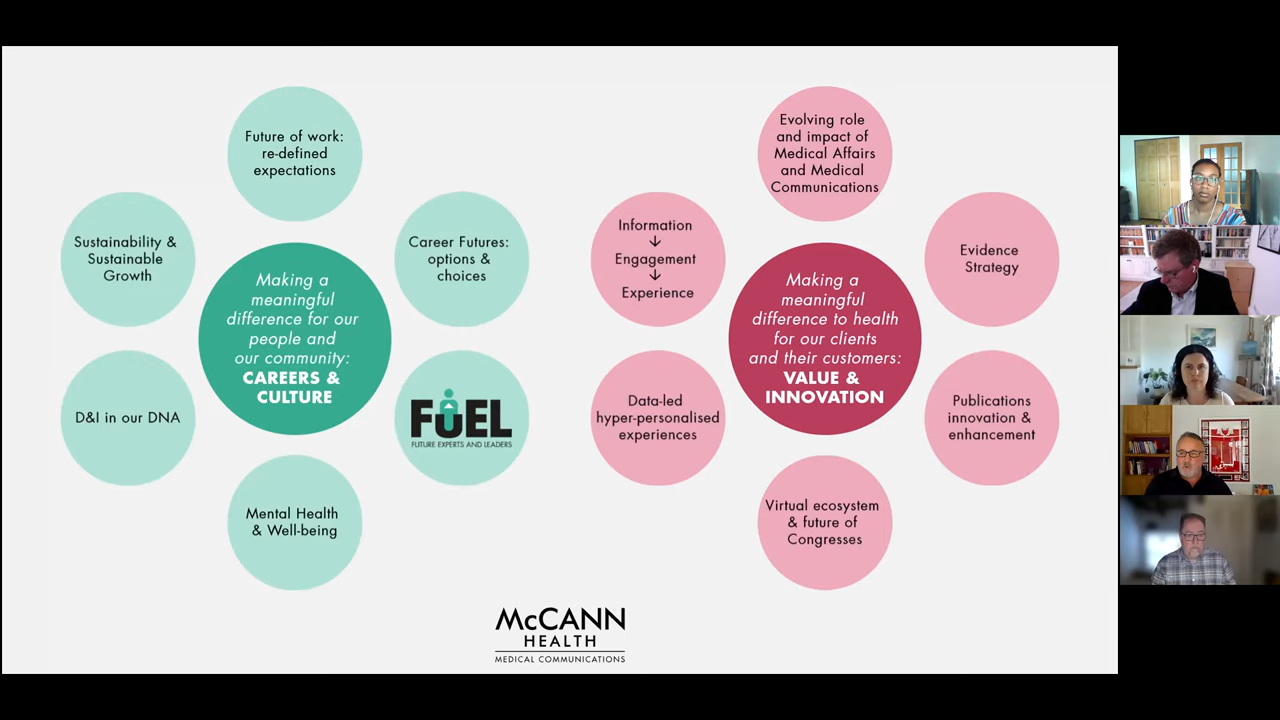 Future of work:
re-defined
expectations
Sustainability &
Sustainable
Growth
Career Futures:
options &
choices
Making a
meaningful
difference for our
people and
our community:
CAREERS &
CULTURE
D&I in our DNA
FUEL
FUTURE EXPERTS AND LEADERS
Mental Health
& Well-being
Evolving role
and impact of
Medical Affairs
and Medical
Communications
Information
↓
Engagement
↓
Experience
Evidence
Strategy
Making a
meaningful
difference to health
for our clients
and their customers:
VALUE &
INNOVATION
Data-led
hyper-personalised
experiences
Publications
innovation &
enhancement
Virtual ecosystem
& future of
Congresses
McCANN
HEALTH
MEDICAL COMMUNICATIONS